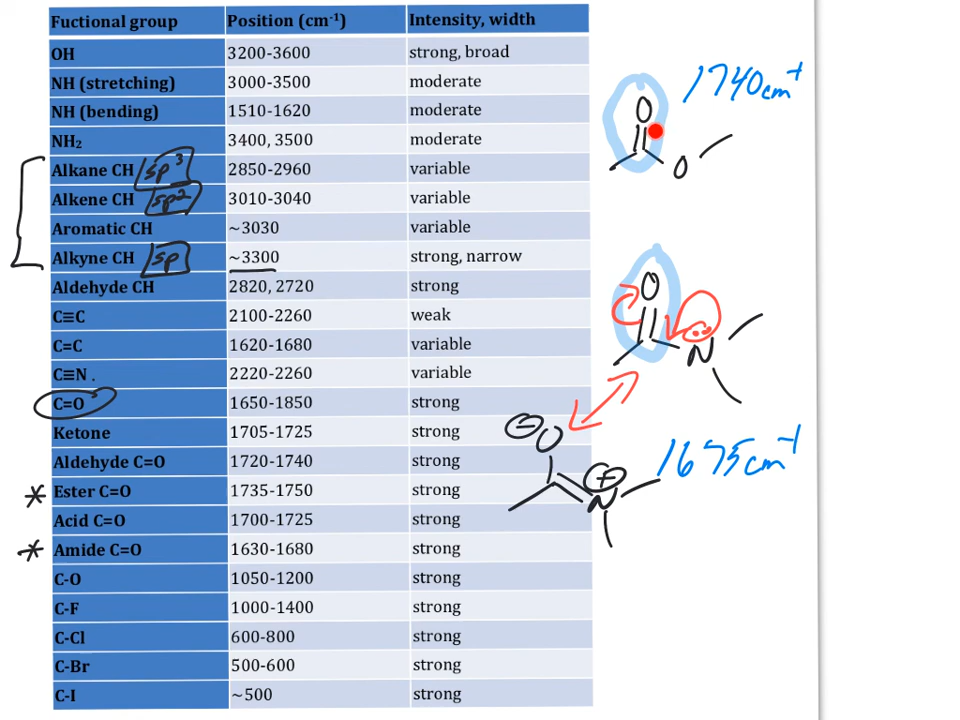 Fuctional group Position (cm-1) Intensity, width
OH 3200-3600 strong, broad
NH (stretching) 3000-3500 moderate
NH (bending) 1510-1620 moderate
NH2 3400, 3500 moderate
Alkane CH /sp3 2850-2960 variable
Alkene CH sp2 3010-3040 variable
Aromatic CH ~3030 variable
Alkyne CH /sp ~3300 strong, narrow
Aldehyde CH 2820, 2720 strong
C≡C 2100-2260 weak
C=C 1620-1680 variable
C≡N . 2220-2260 variable
C=O 1650-1850 strong
Ketone 1705-1725 strong
Aldehyde C=O 1720-1740 strong
* Ester C=O 1735-1750 strong
Acid C=O 1700-1725 strong
* Amide C=O 1630-1680 strong
C-O 1050-1200 strong
C-F 1000-1400 strong
C-Cl 600-800 strong
C-Br 500-600 strong
C-I ~500 strong
1740cm-1
O
O
O
N
- O
+
N
1675cm-1